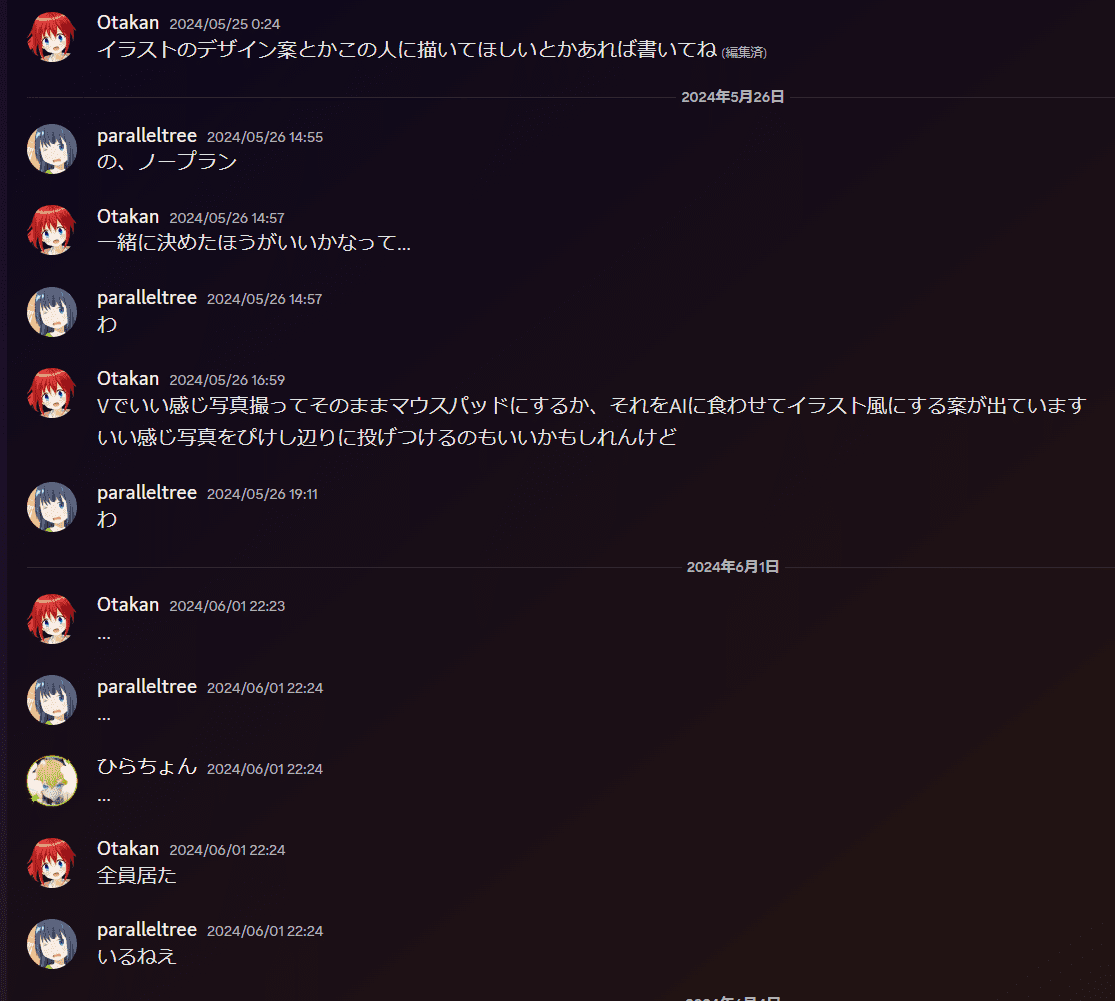 Otakan 2024/05/25 0:24
イラストのデザイン案とかこの人に描いてほしいとかあれば書いてね (編集済)
2024年5月26日
paralleltree 2024/05/26 14:55
の、ノープラン
Otakan 2024/05/26 14:57
一緒に決めたほうがいいかなって...
paralleltree 2024/05/26 14:57
わ
Otakan 2024/05/26 16:59
Vでいい感じ写真撮ってそのままマウスパッドにするか、それをAIに食わせてイラスト風にする案が出ています
いい感じ写真をぴけし辺りに投げつけるのもいいかもしれんけど
paralleltree 2024/05/26 19:11
わ
2024年6月1日
Otakan 2024/06/01 22:23
...
paralleltree 2024/06/01 22:24
...
ひらちょん 2024/06/01 22:24
...
Otakan 2024/06/01 22:24
全員居た
paralleltree 2024/06/01 22:24
いるねえ